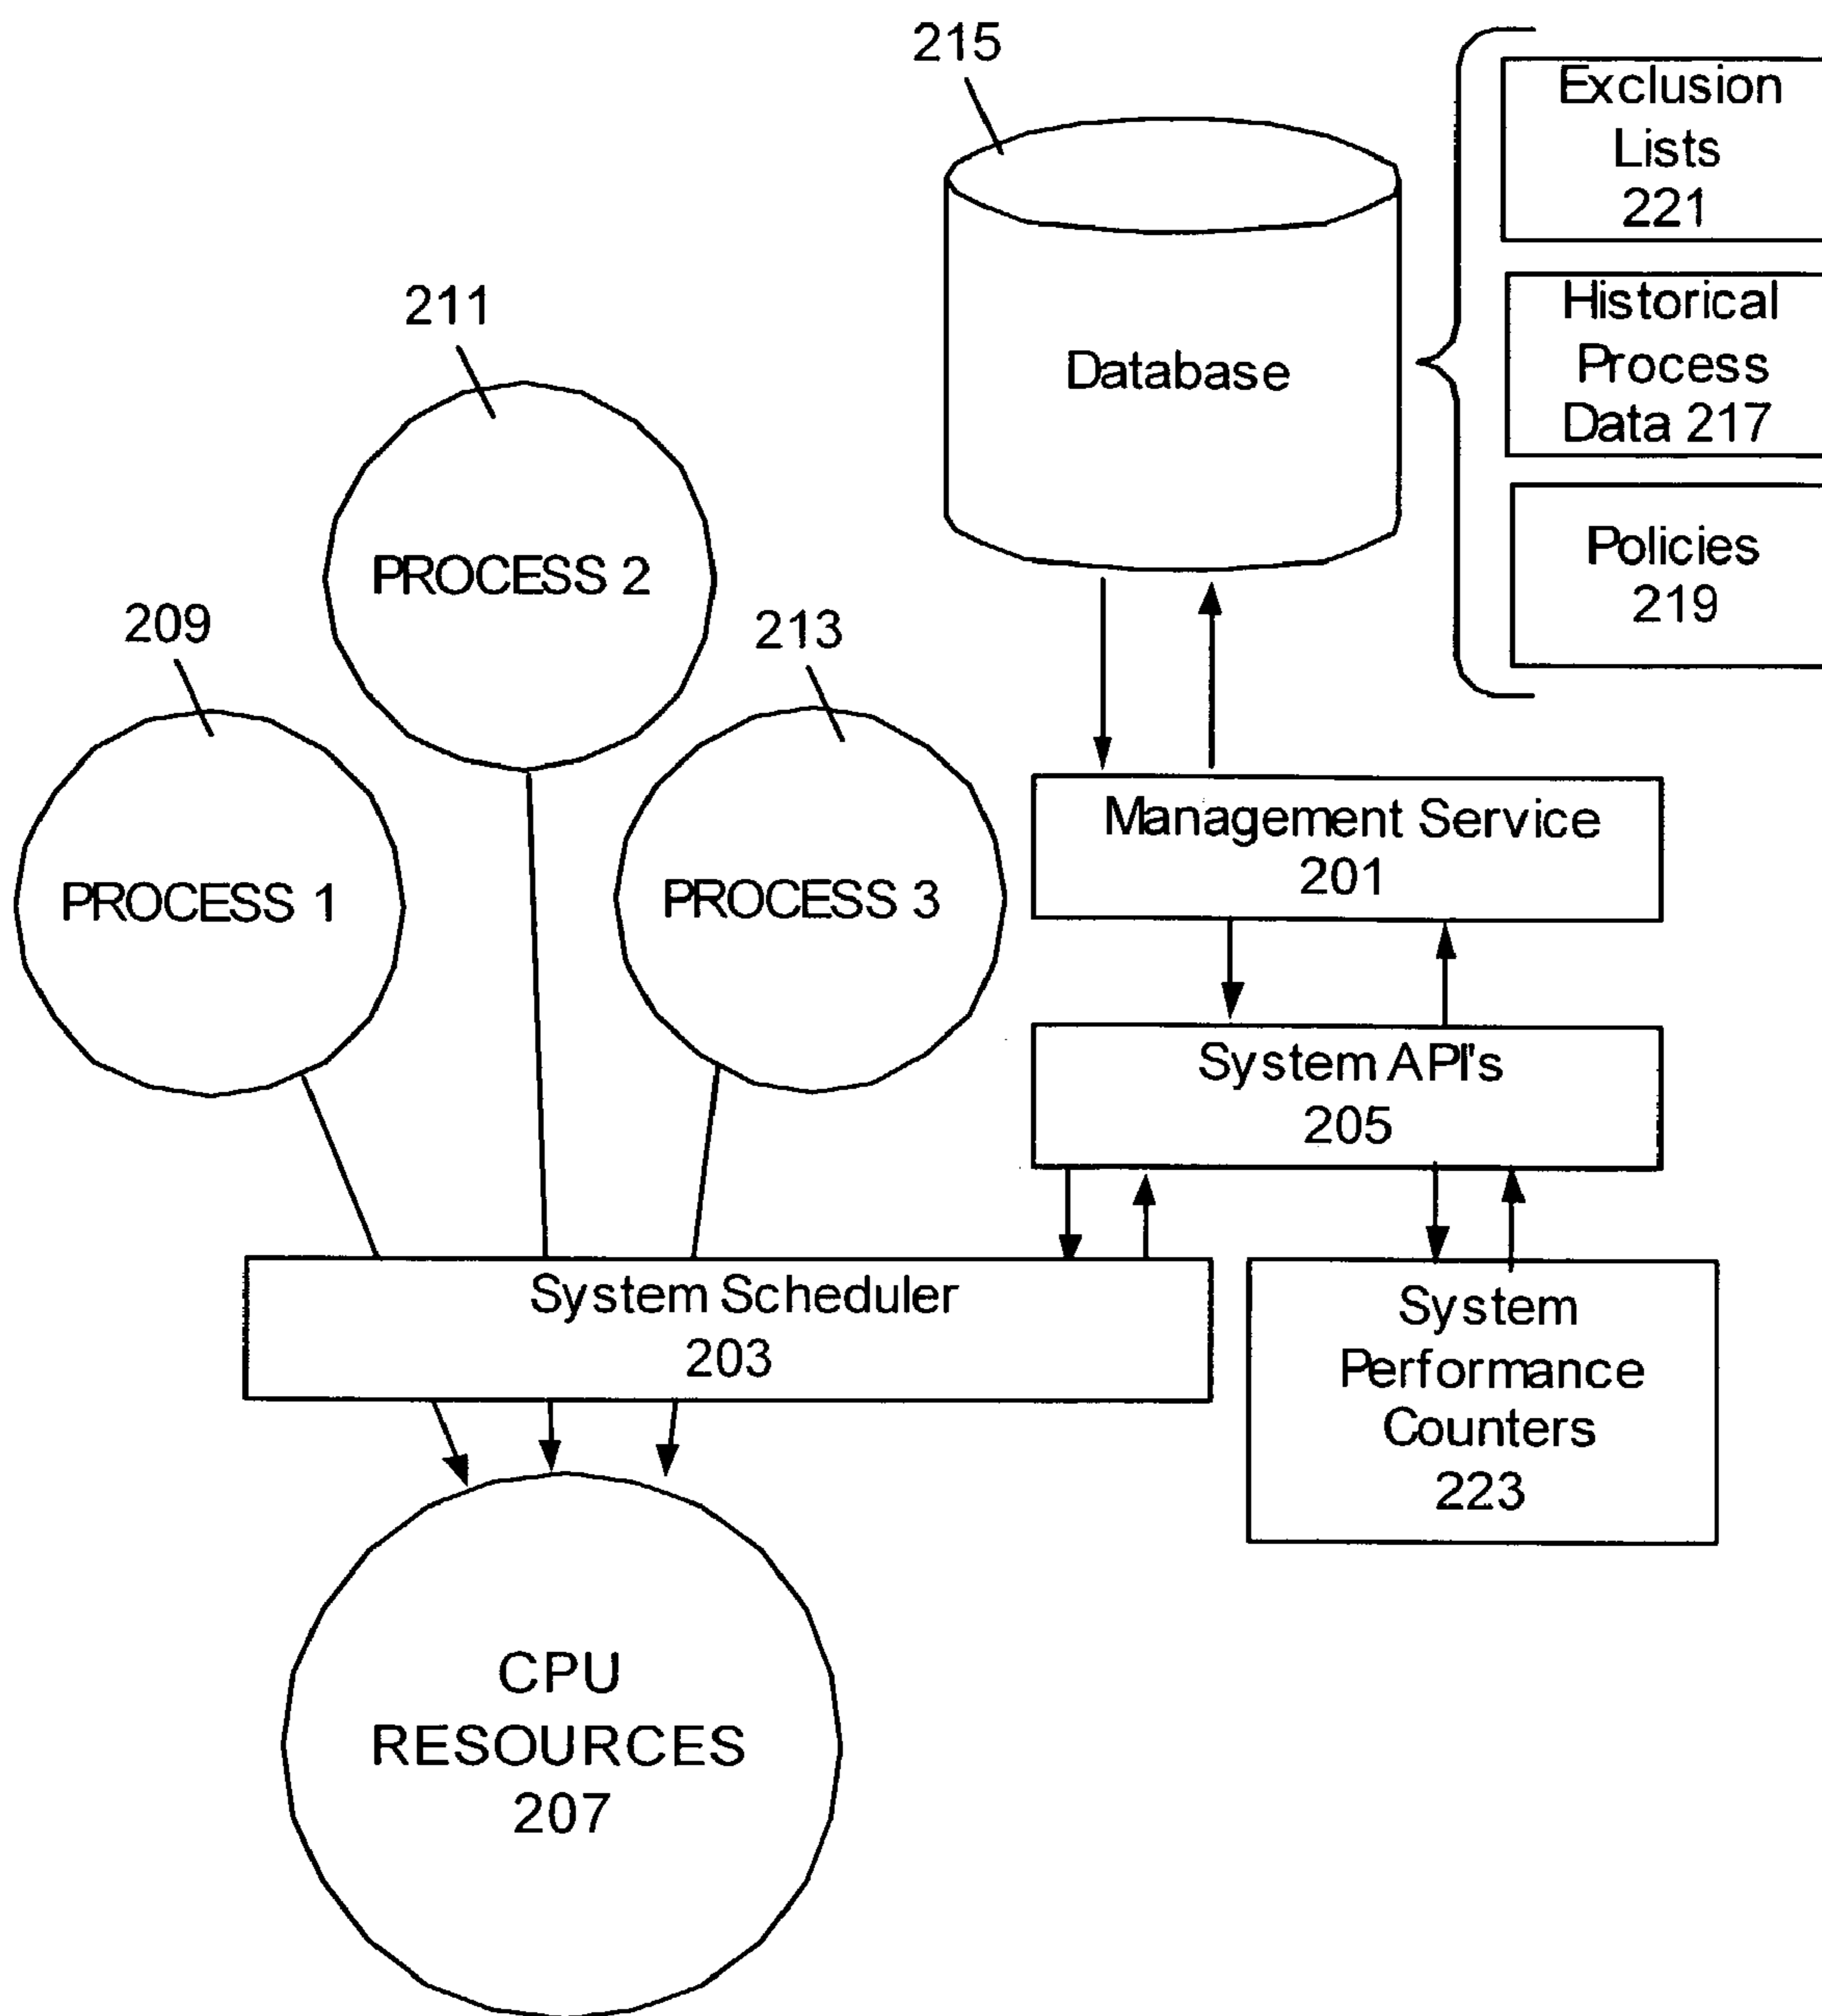 215
Exclusion
Lists
221
211
Historical
Process
Data 217
Database
PROCESS 2
Policies
219
209
213
Management Service
201
PROCESS 1
PROCESS 3
System API's
205
System Scheduler
203
System
Performance
Counters
223
CPU
RESOURCES
207